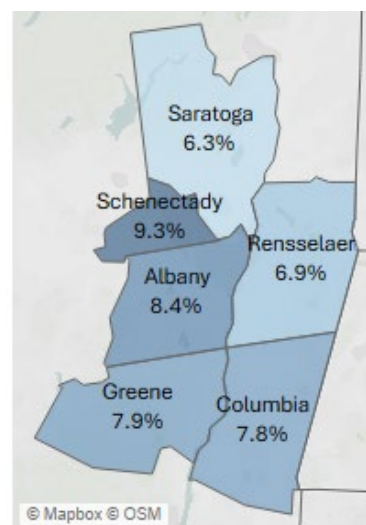 Saratoga
6.3%
Schenectady
9.3%
Rensselaer
6.9%
Albany
8.4%
Greene
7.9%
Columbia
7.8%
© Mapbox © OSM